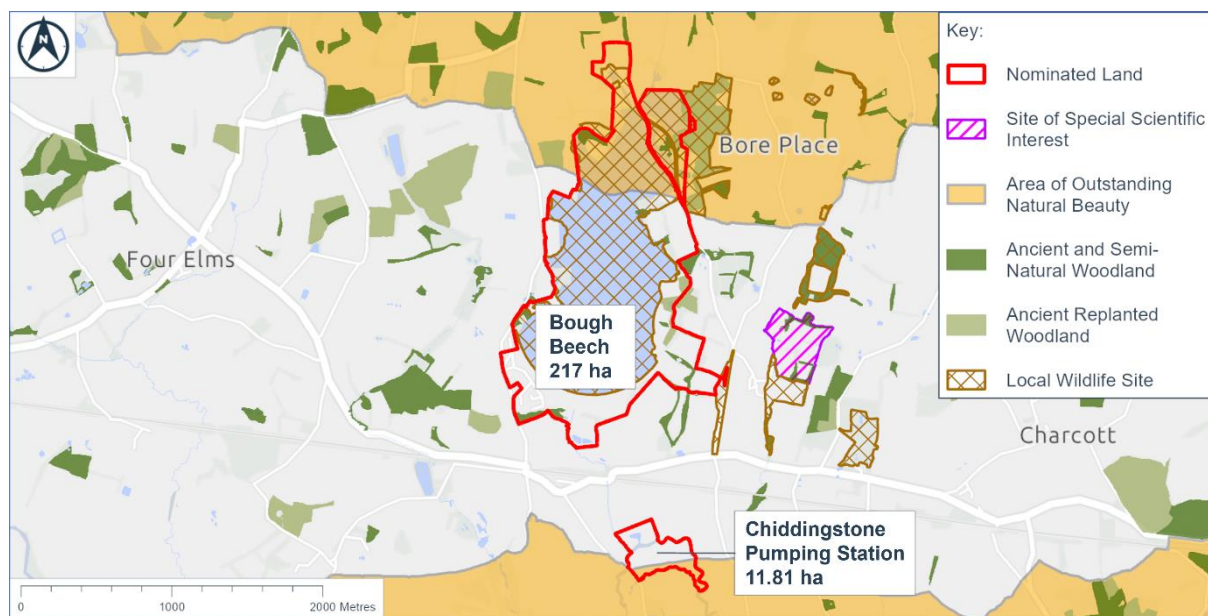 Key:
Nominated Land
Site of Special Scientific
Interest
Area of Outstanding
Natural Beauty
Ancient and Semi-
Natural Woodland
Ancient Replanted
Woodland
Local Wildlife Site
Bore Place
Four Elms
Bough
Beech
217 ha
Charcott
Chiddingstone
Pumping Station
11.81 ha
0 1000 2000 Metres